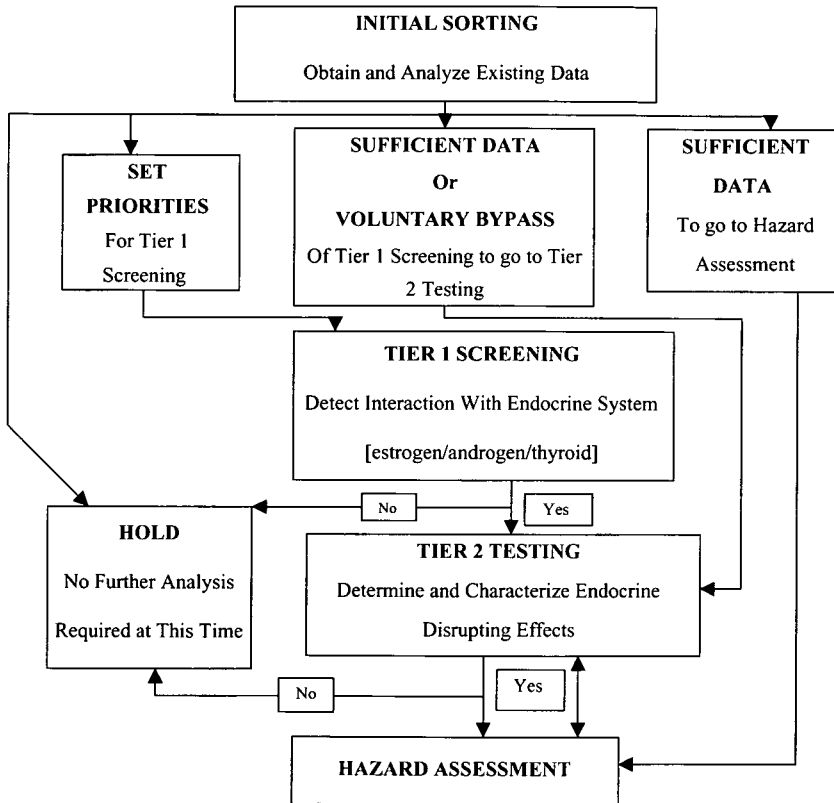 INITIAL SORTING
Obtain and Analyze Existing Data
SET
PRIORITIES
For Tier 1
Screening
SUFFICIENT DATA
Or
VOLUNTARY BYPASS
Of Tier 1 Screening to go to Tier
2 Testing
SUFFICIENT
DATA
To go to Hazard
Assessment
TIER 1 SCREENING
Detect Interaction With Endocrine System
[estrogen/androgen/thyroid]
No
Yes
HOLD
No Further Analysis
Required at This Time
TIER 2 TESTING
Determine and Characterize Endocrine
Disrupting Effects
No
Yes
HAZARD ASSESSMENT